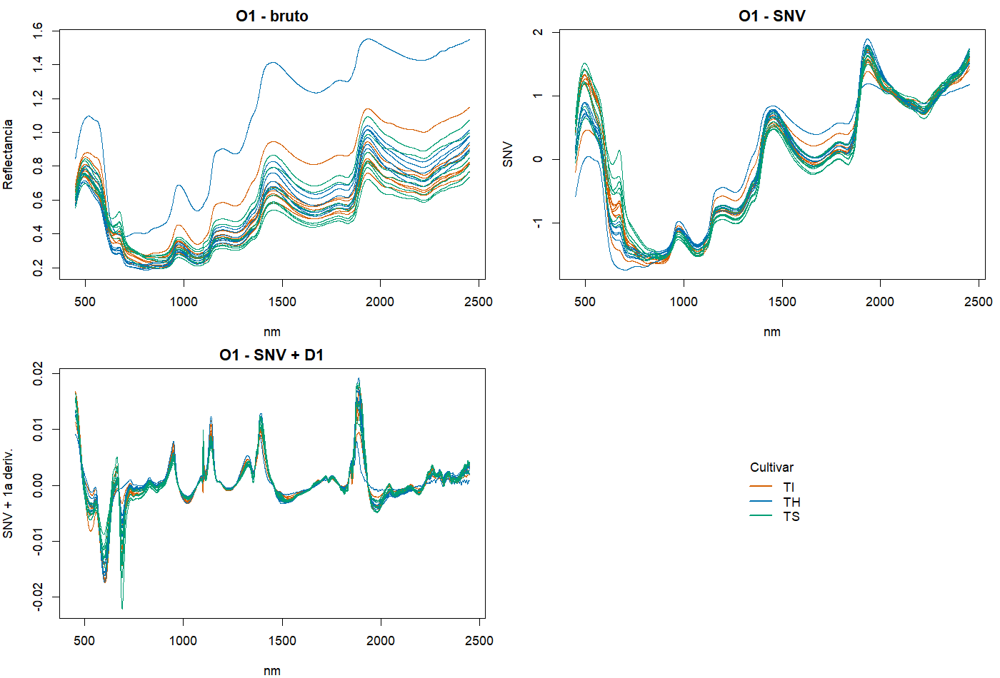 O1 - bruto
Reflectancia
1.6
1.4
1.2
1.0
0.8
0.6
0.4
0.2
500 1000 1500 2000 2500
nm
O1 - SNV
SNV
2
1
0
-1
500 1000 1500 2000 2500
nm
O1 - SNV + D1
SNV + 1a deriv.
0.02
0.01
0.00
-0.01
-0.02
500 1000 1500 2000 2500
nm
Cultivar
TI
TH
TS